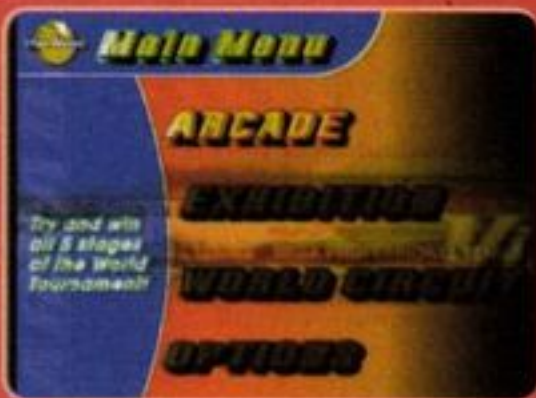 Main Menu
ARCADE
EXHIBITION
Try and win
all 5 stages
of the World
Tournament!
WORLD CIRCUIT
OPTIONS